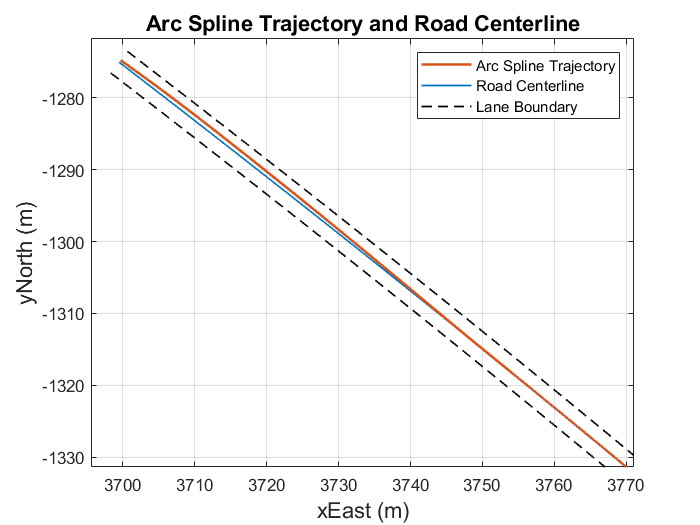 Arc Spline Trajectory and Road Centerline
Arc Spline Trajectory
Road Centerline
Lane Boundary
yNorth (m)
-1280
-1290
-1300
-1310
-1320
-1330
3700 3710 3720 3730 3740 3750 3760 3770
xEast (m)